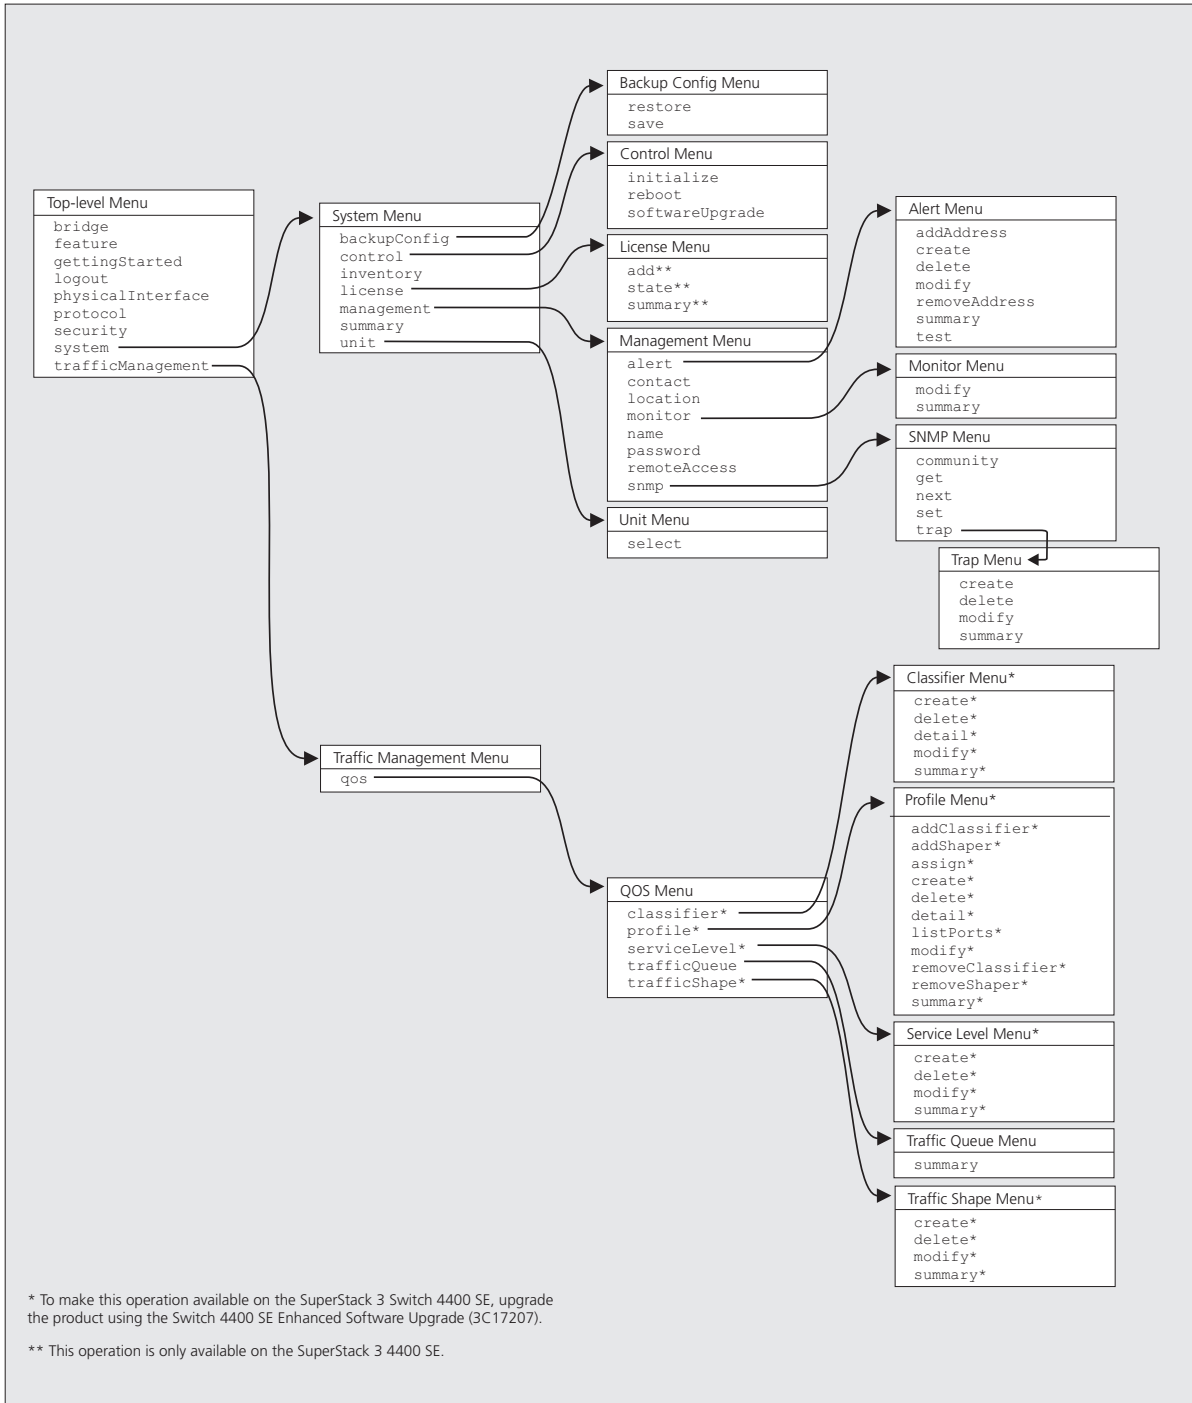 Top-level Menu
bridge
feature
gettingStarted
logout
physicalInterface
protocol
security
system
trafficManagement
System Menu
backupConfig
control
inventory
license
management
summary
unit
Backup Config Menu
restore
save
Control Menu
initialize
reboot
softwareUpgrade
License Menu
add**
state**
summary**
Management Menu
alert
contact
location
monitor
name
password
remoteAccess
snmp
Unit Menu
select
Alert Menu
addAddress
create
delete
modify
removeAddress
summary
test
Monitor Menu
modify
summary
SNMP Menu
community
get
next
set
trap
Trap Menu
create
delete
modify
summary
Traffic Management Menu
qos
QOS Menu
classifier*
profile*
serviceLevel*
trafficQueue
trafficShape*
Classifier Menu*
create*
delete*
detail*
modify*
summary*
Profile Menu*
addClassifier*
addShaper*
assign*
create*
delete*
detail*
listPorts*
modify*
removeClassifier*
removeShaper*
summary*
Service Level Menu*
create*
delete*
modify*
summary*
Traffic Queue Menu
summary
Traffic Shape Menu*
create*
delete*
modify*
summary*
* To make this operation available on the SuperStack 3 Switch 4400 SE, upgrade
the product using the Switch 4400 SE Enhanced Software Upgrade (3C17207).
** This operation is only available on the SuperStack 3 4400 SE.